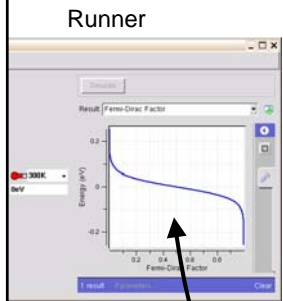 Runner
Simulate
Result: Fermi-Dirac Factor
300K
0eV
Energy (eV)
0.2
0
-0.2
0.2 0.4 0.6 0.8
Fermi-Dirac Factor
1 result Parameters... Clear